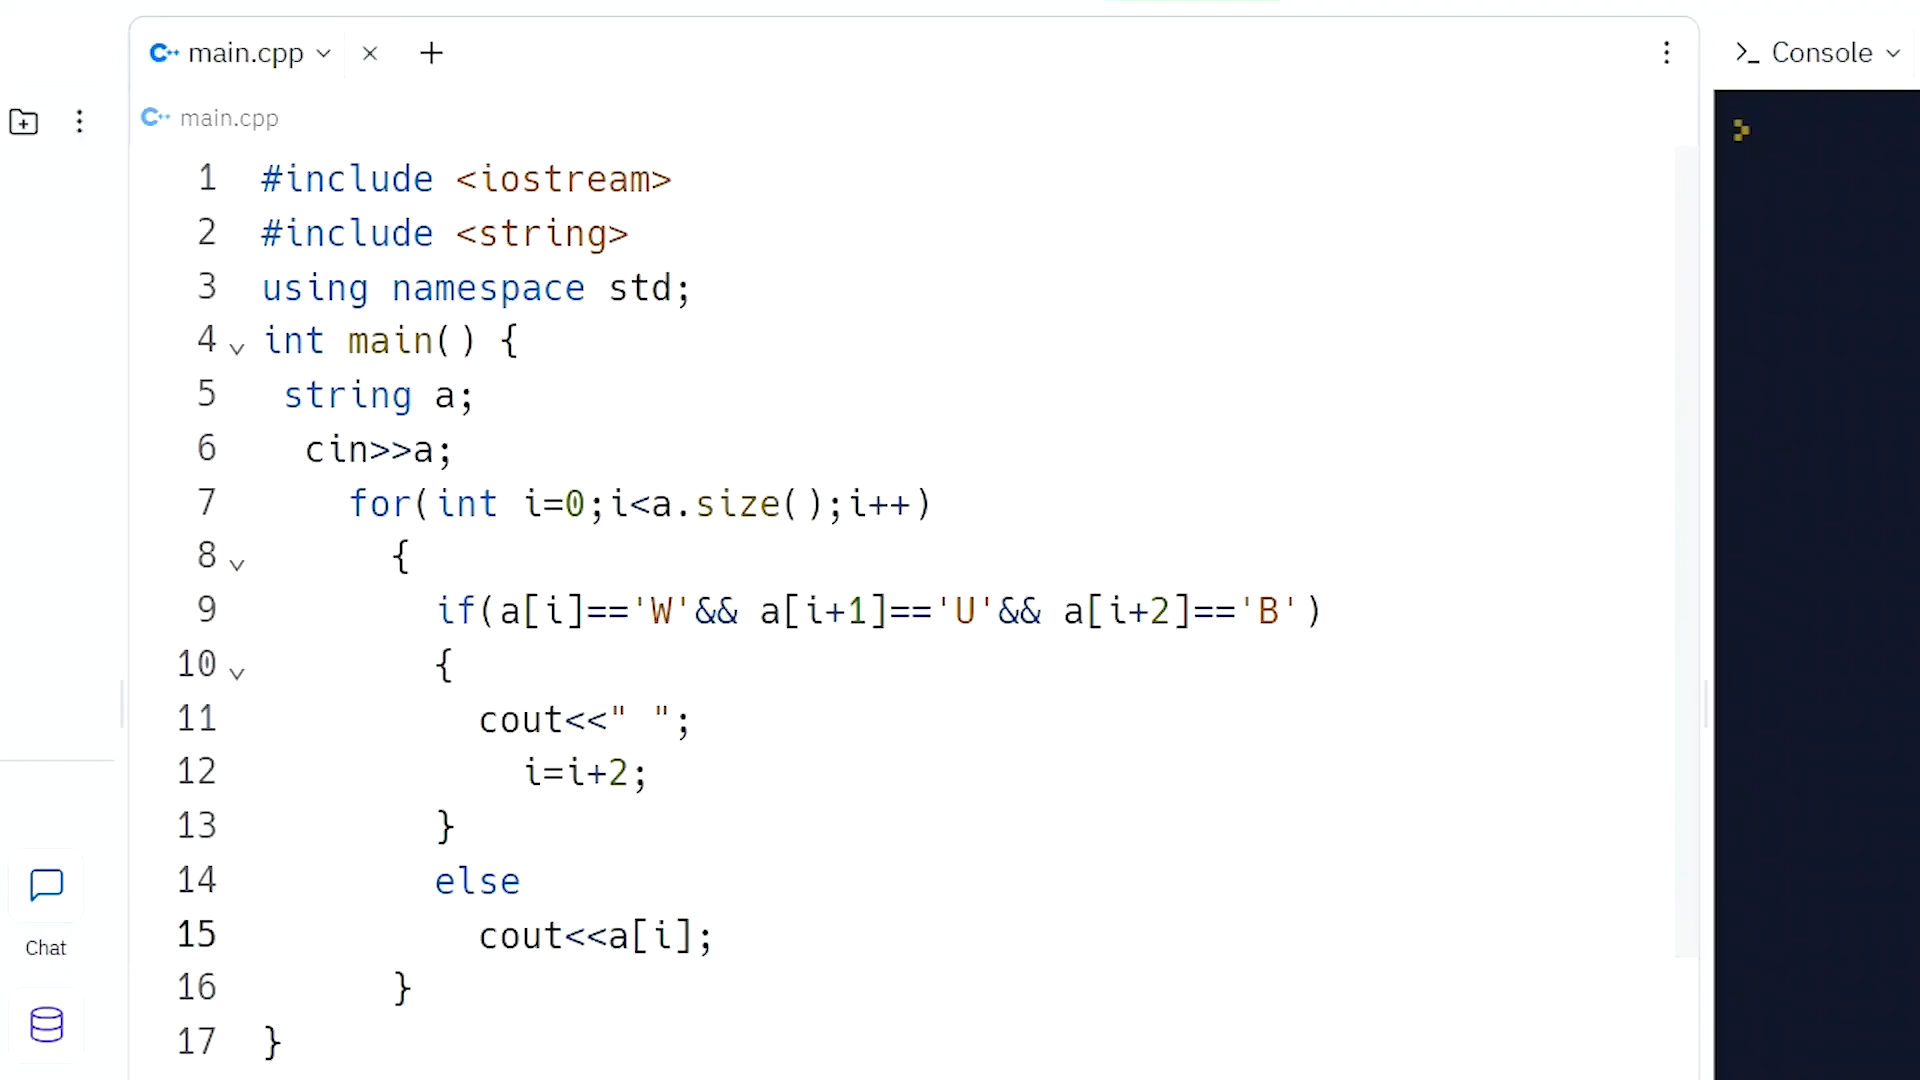 main.cpp
Console
main.cpp
1 #include <iostream>
2 #include <string>
3 using namespace std;
4 int main() {
5 string a;
6 cin>>a;
7 for(int i=0;i<a.size();i++)
8 {
9 if(a[i]=='W'&& a[i+1]=='U'&& a[i+2]=='B')
10 {
11 cout<<" ";
12 i=i+2;
13 }
14 else
15 cout<<a[i];
16 }
17 }
Chat